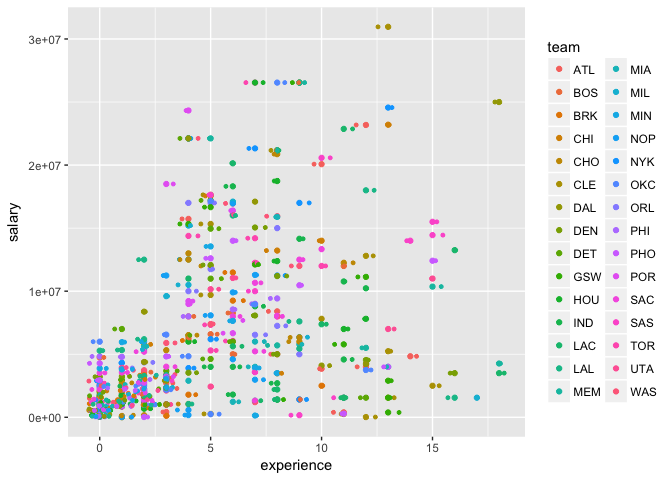 3e+07
2e+07
1e+07
0e+00
salary
0 5 10 15
experience
team
ATL MIA
BOS MIL
BRK MIN
CHI NOP
CHO NYK
CLE OKC
DAL ORL
DEN PHI
DET PHO
GSW POR
HOU SAC
IND SAS
LAC TOR
LAL UTA
MEM WAS